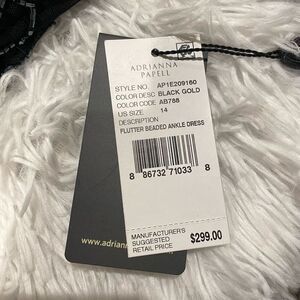 ADRIANNA
PAPELL
STYLE NO. AP1E209160
COLOR DESC BLACK GOLD
COLOR CODE AB788
US SIZE 14
DESCRIPTION
FLUTTER BEADED ANKLE DRESS
8 86732 71033 8
MANUFACTURER'S
SUGGESTED
RETAIL PRICE
$299.00
www.adrianna